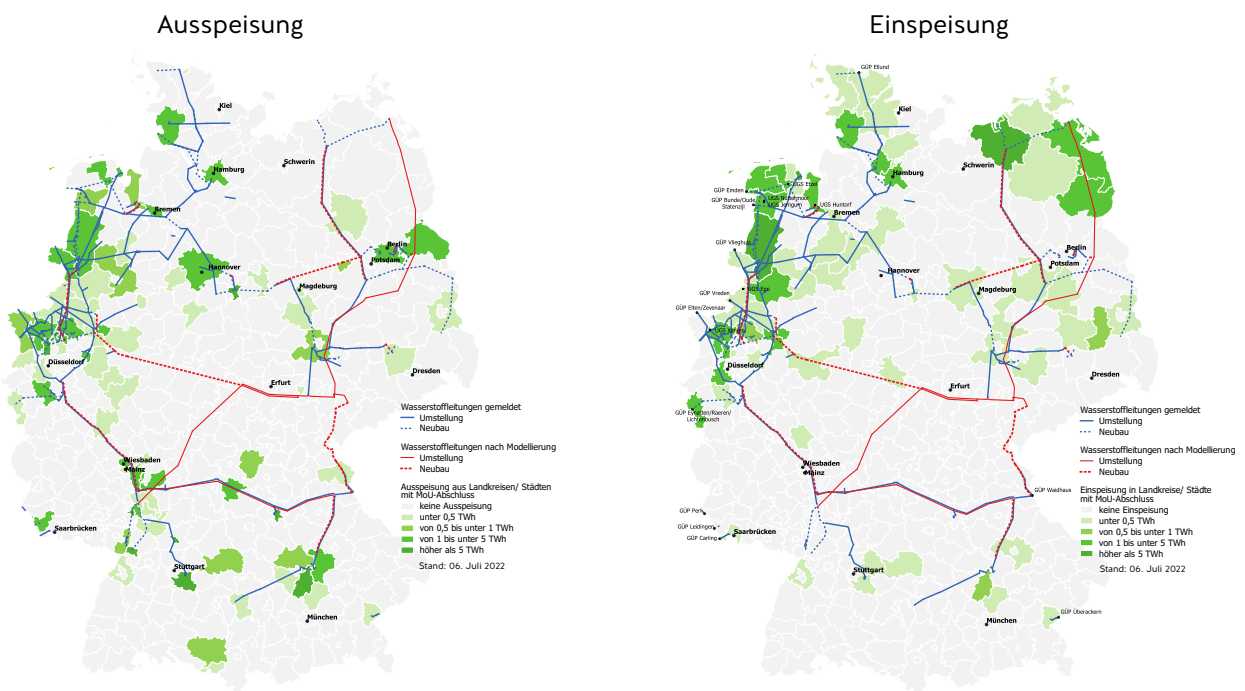 Ausspeisung
Kiel
Schwerin
Hamburg
Bremen
Berlin
Potsdam
Hannover
Magdeburg
Düsseldorf
Erfurt
Dresden
Wiesbaden
Mainz
Saarbrücken
Stuttgart
München
Wasserstoffleitungen gemeldet
Umstellung
Neubau
Wasserstoffleitungen nach Modellierung
Umstellung
Neubau
Ausspeisung aus Landkreisen/ Städten
mit MoU-Abschluss
keine Ausspeisung
unter 0,5 TWh
von 0,5 bis unter 1 TWh
von 1 bis unter 5 TWh
höher als 5 TWh
Stand: 06. Juli 2022
Einspeisung
GÜP Ellund
Kiel
Schwerin
Hamburg
GÜP Emden
UGS Etzel
GÜP Bunde/Oude
Statenzijl
UGS Jemgum
UGS Huntorf
Bremen
GÜP Vlieghuis
Berlin
Potsdam
Hannover
UGS Epe
Magdeburg
GÜP Vreden
GÜP Elten/Zevenaar
Düsseldorf
Erfurt
Dresden
GÜP Eynatten/Raeren/
Lichtenbusch
Wiesbaden
Mainz
GÜP Waidhaus
GÜP Perl
GÜP Leidingen
GÜP Carling
Saarbrücken
Stuttgart
München
GÜP Überackern
Wasserstoffleitungen gemeldet
Umstellung
Neubau
Wasserstoffleitungen nach Modellierung
Umstellung
Neubau
Einspeisung in Landkreise/ Städte
mit MoU-Abschluss
keine Einspeisung
unter 0,5 TWh
von 0,5 bis unter 1 TWh
von 1 bis unter 5 TWh
höher als 5 TWh
Stand: 06. Juli 2022